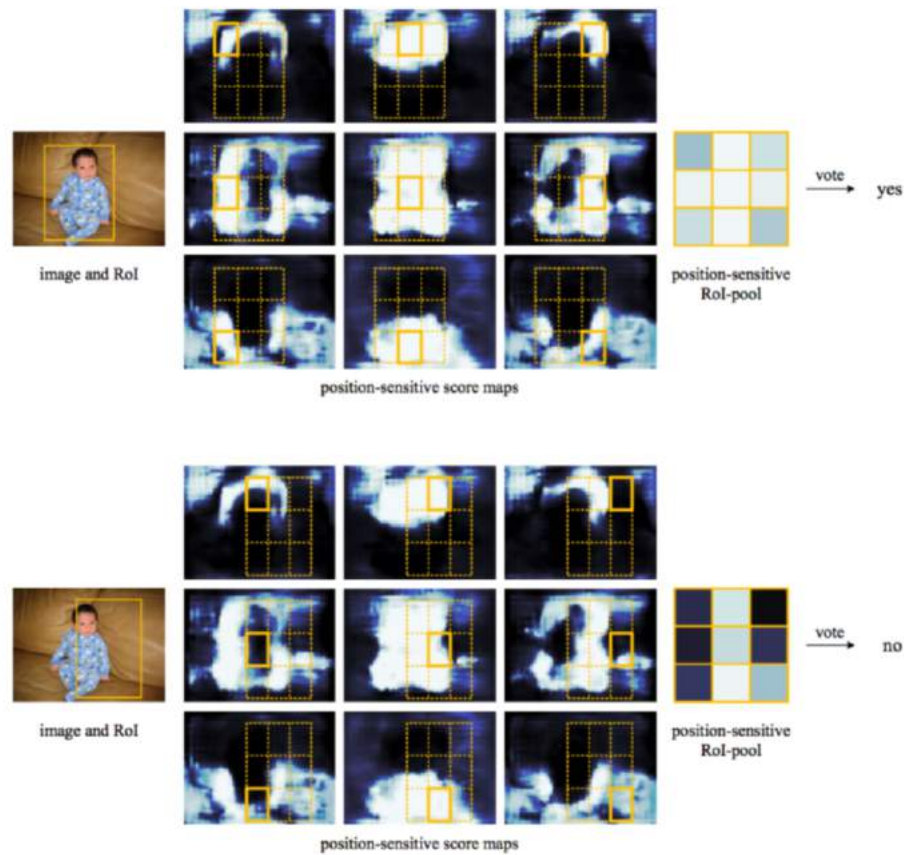 vote
yes
image and RoI
position-sensitive
RoI-pool
position-sensitive score maps
vote
no
image and RoI
position-sensitive
RoI-pool
position-sensitive score maps